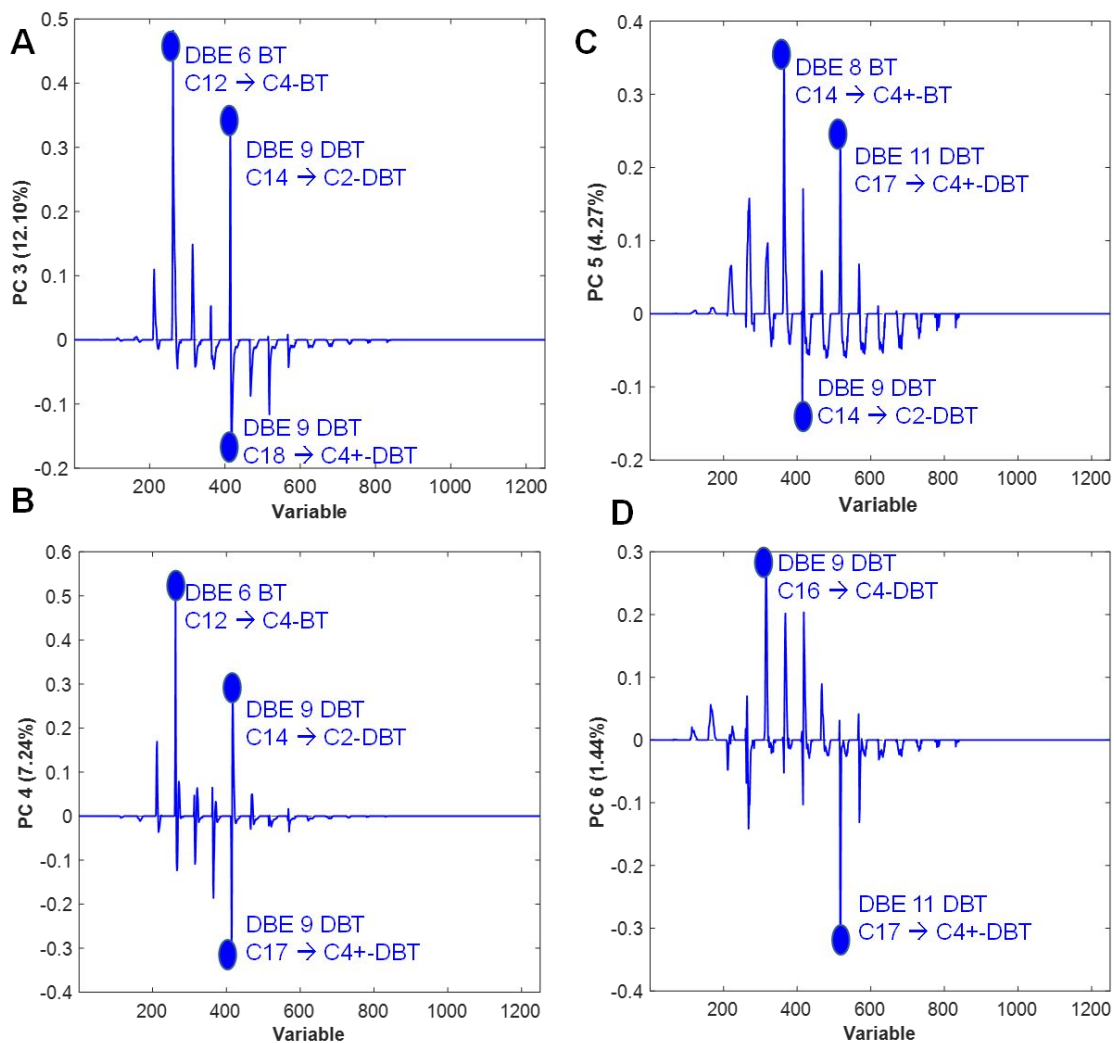 A
0.5
0.4
0.3
0.2
0.1
0
-0.1
-0.2
PC 3 (12.10%)
DBE 6 BT
C12 → C4-BT
DBE 9 DBT
C14 → C2-DBT
DBE 9 DBT
C18 → C4+-DBT
200 400 600 800 1000 1200
Variable
B
0.6
0.5
0.4
0.3
0.2
0.1
0
-0.1
-0.2
-0.3
-0.4
PC 4 (7.24%)
DBE 6 BT
C12 → C4-BT
DBE 9 DBT
C14 → C2-DBT
DBE 9 DBT
C17 → C4+-DBT
200 400 600 800 1000 1200
Variable
C
0.4
0.3
0.2
0.1
0
-0.1
-0.2
PC 5 (4.27%)
DBE 8 BT
C14 → C4+-BT
DBE 11 DBT
C17 → C4+-DBT
DBE 9 DBT
C14 → C2-DBT
200 400 600 800 1000 1200
Variable
D
0.3
0.2
0.1
0
-0.1
-0.2
-0.3
-0.4
PC 6 (1.44%)
DBE 9 DBT
C16 → C4-DBT
DBE 11 DBT
C17 → C4+-DBT
200 400 600 800 1000 1200
Variable